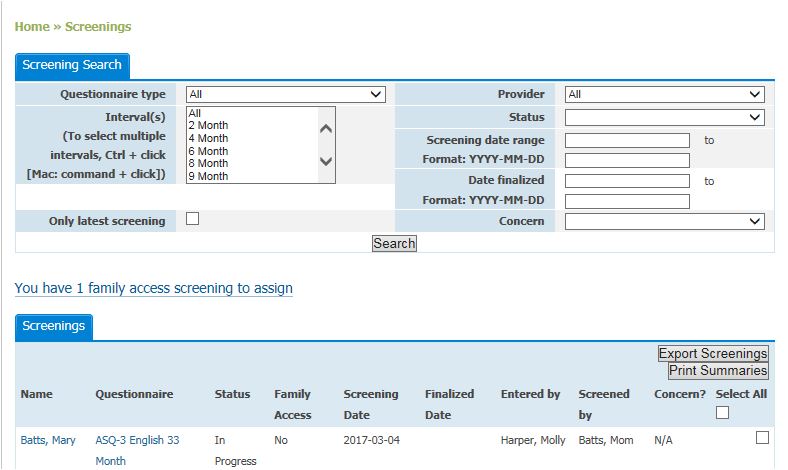 Home » Screenings
Screening Search
Questionnaire type All Provider All
Interval(s) All Status
(To select multiple 2 Month
intervals, Ctrl + click 4 Month Screening date range to
[Mac: command + click]) 6 Month Format: YYYY-MM-DD
8 Month Date finalized to
9 Month Format: YYYY-MM-DD
Only latest screening Concern
Search
You have 1 family access screening to assign
Screenings
Export Screenings
Print Summaries
Name Questionnaire Status Family Screening Finalized Entered by Screened Concern? Select All
Access Date Date by
Batts, Mary ASQ-3 English 33 In No 2017-03-04 Harper, Molly Batts, Mom N/A
Month Progress